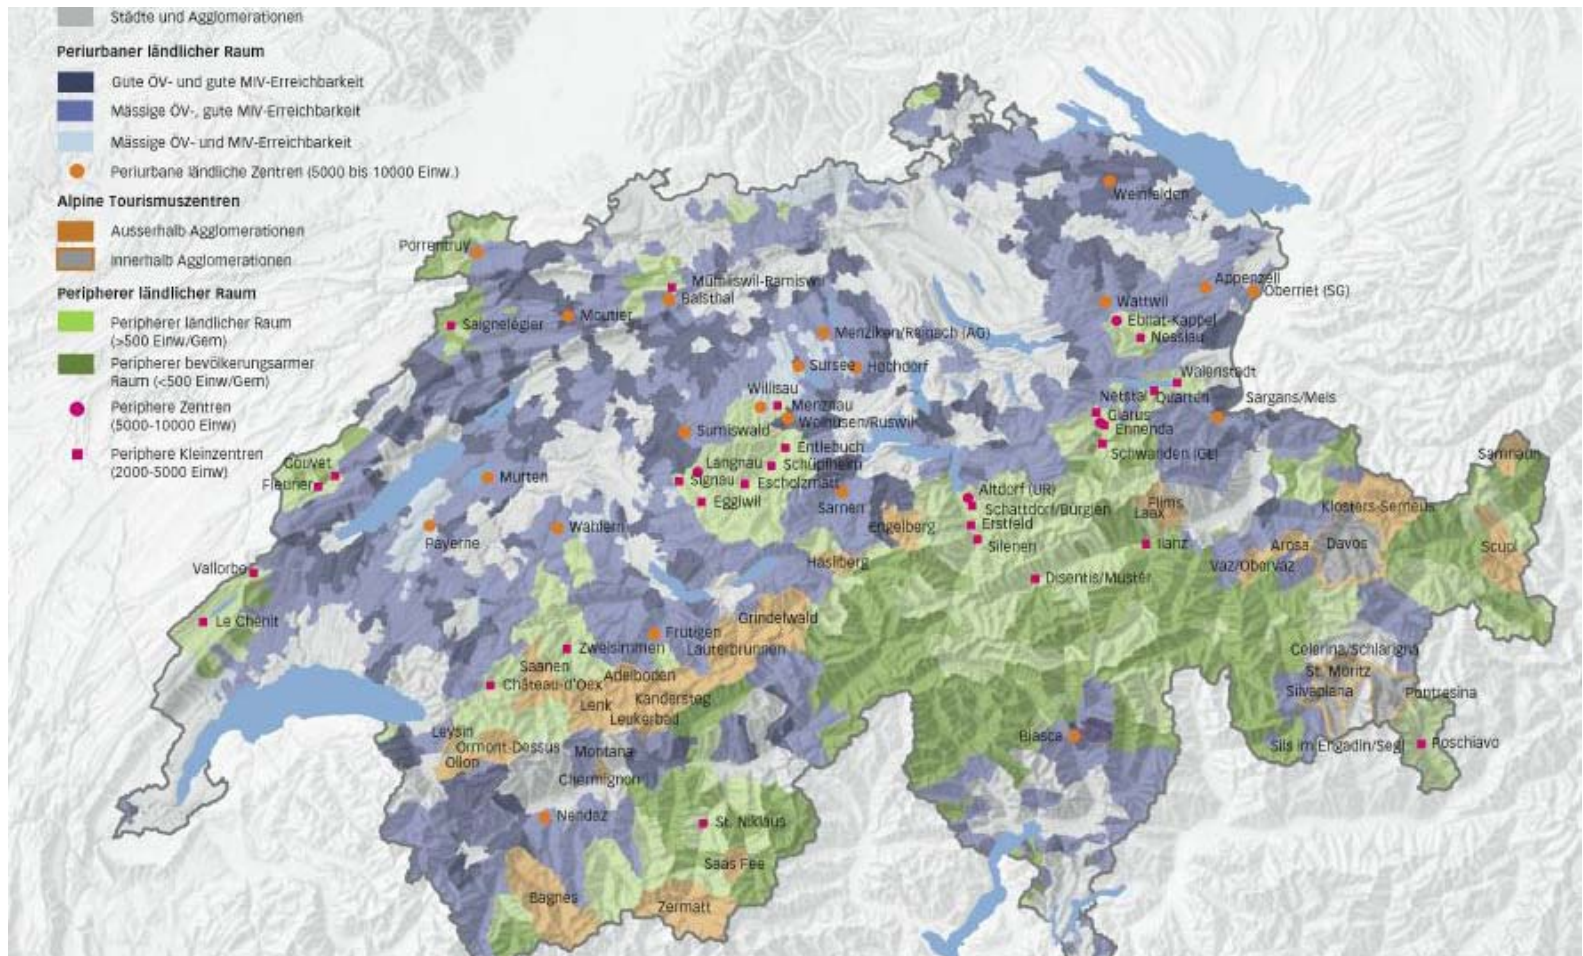 Städte und Agglomerationen
Periurbaner ländlicher Raum
Gute ÖV- und gute MIV-Erreichbarkeit
Mässige ÖV-, gute MIV-Erreichbarkeit
Mässige ÖV- und MIV-Erreichbarkeit
Periurbane ländliche Zentren (5000 bis 10000 Einw.)
Alpine Tourismuszentren
Ausserhalb Agglomerationen
Innerhalb Agglomerationen
Peripherer ländlicher Raum
Peripherer ländlicher Raum
(>500 Einw/Gem)
Peripherer bevölkerungsarmer
Raum (<500 Einw/Gem)
Periphere Zentren
(5000-10000 Einw)
Periphere Kleinzentren
(2000-5000 Einw)
Weinfelden
Porrentruy
Mümliswil-Ramiswil
Balsthal
Appenzell
Oberriet (SG)
Wattwil
Ebnat-Kappel
Nesslau
Saignelégier
Moutier
Menziken/Reinach (AG)
Sursee
Hochdorf
Walenstadt
Willisau
Menznau
Wolhusen/Ruswil
Netstal
Quarten
Sargans/Mels
Glarus
Ennenda
Schwanden (GL)
Sumiswald
Entlebuch
Langnau
Schüpfheim
Signau
Escholzmatt
Eggiwil
Couvet
Fleurier
Murten
Sarnen
Altdorf (UR)
Schattdorf/Bürglen
Erstfeld
Silenen
Engelberg
Flims
Laax
Klosters-Serneus
Samnaun
Payerne
Wahlern
Hasliberg
Ilanz
Arosa
Davos
Scuol
Vaz/Obervaz
Vallorbe
Disentis/Mustér
Le Chenit
Grindelwald
Frutigen
Lauterbrunnen
Zweisimmen
Saanen
Adelboden
Château-d'Oex
Kandersteg
Lenk
Leukerbad
Celerina/Schlarigna
St. Moritz
Silvaplana
Pontresina
Sils im Engadin/Segl
Poschiavo
Biasca
Leysin
Ormont-Dessus
Ollon
Montana
Chermignon
Nendaz
St. Niklaus
Saas Fee
Bagnes
Zermatt